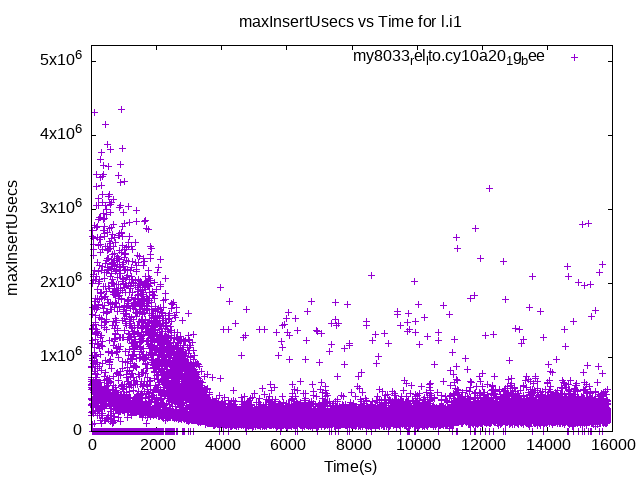 maxInsertUsecs vs Time for l.i1
my8033_rel_lto.cy10a20_1g_bee
maxInsertUsecs
5x10^6
4x10^6
3x10^6
2x10^6
1x10^6
0
0 2000 4000 6000 8000 10000 12000 14000 16000
Time(s)